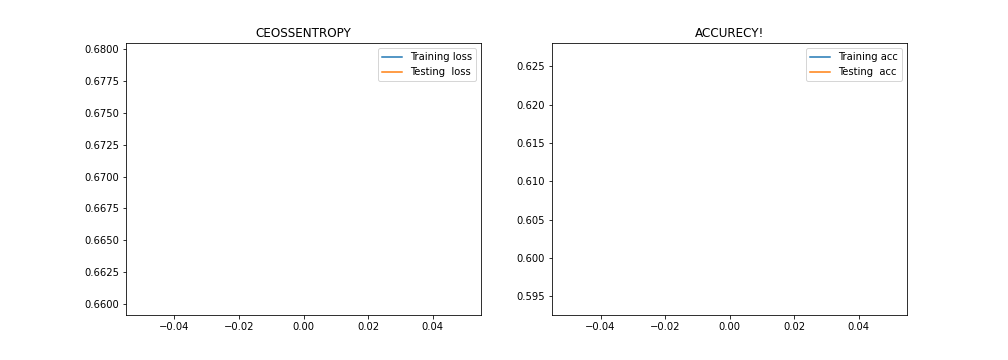 CEOSSENTROPY
Training loss
Testing  loss
0.6800
0.6775
0.6750
0.6725
0.6700
0.6675
0.6650
0.6625
0.6600
−0.04 −0.02 0.00 0.02 0.04
ACCURECY!
Training acc
Testing  acc
0.625
0.620
0.615
0.610
0.605
0.600
0.595
−0.04 −0.02 0.00 0.02 0.04